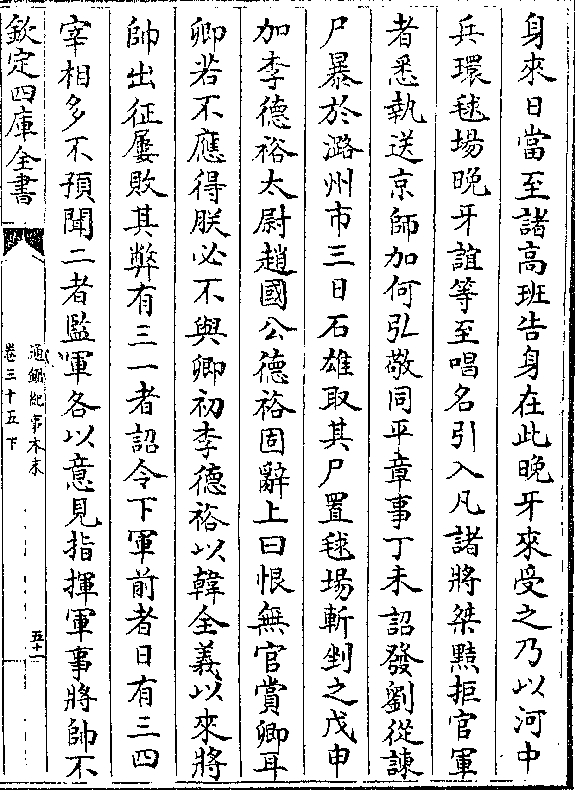 身來日當至諸高班告身在此晩牙來受之乃以河中
兵環毬場晩牙誼等至唱名引入凡諸將桀黠拒官軍
者悉執送京師加何弘敬同平章事丁未詔發劉從諫
尸暴於潞州市三日石雄取其尸置毬場斬剉之戊申
加李德裕太尉趙國公德裕固辭上曰恨無官賞卿耳
卿若不應得朕必不與卿初李德裕以韓全義以來將
帥出征屢敗其弊有三一者詔令下軍前者日有三四
宰相多不預聞二者監軍各以意見指揮軍事將帥不
欽定四庫全書
通鑑紀事本末
卷三十五下
五十一